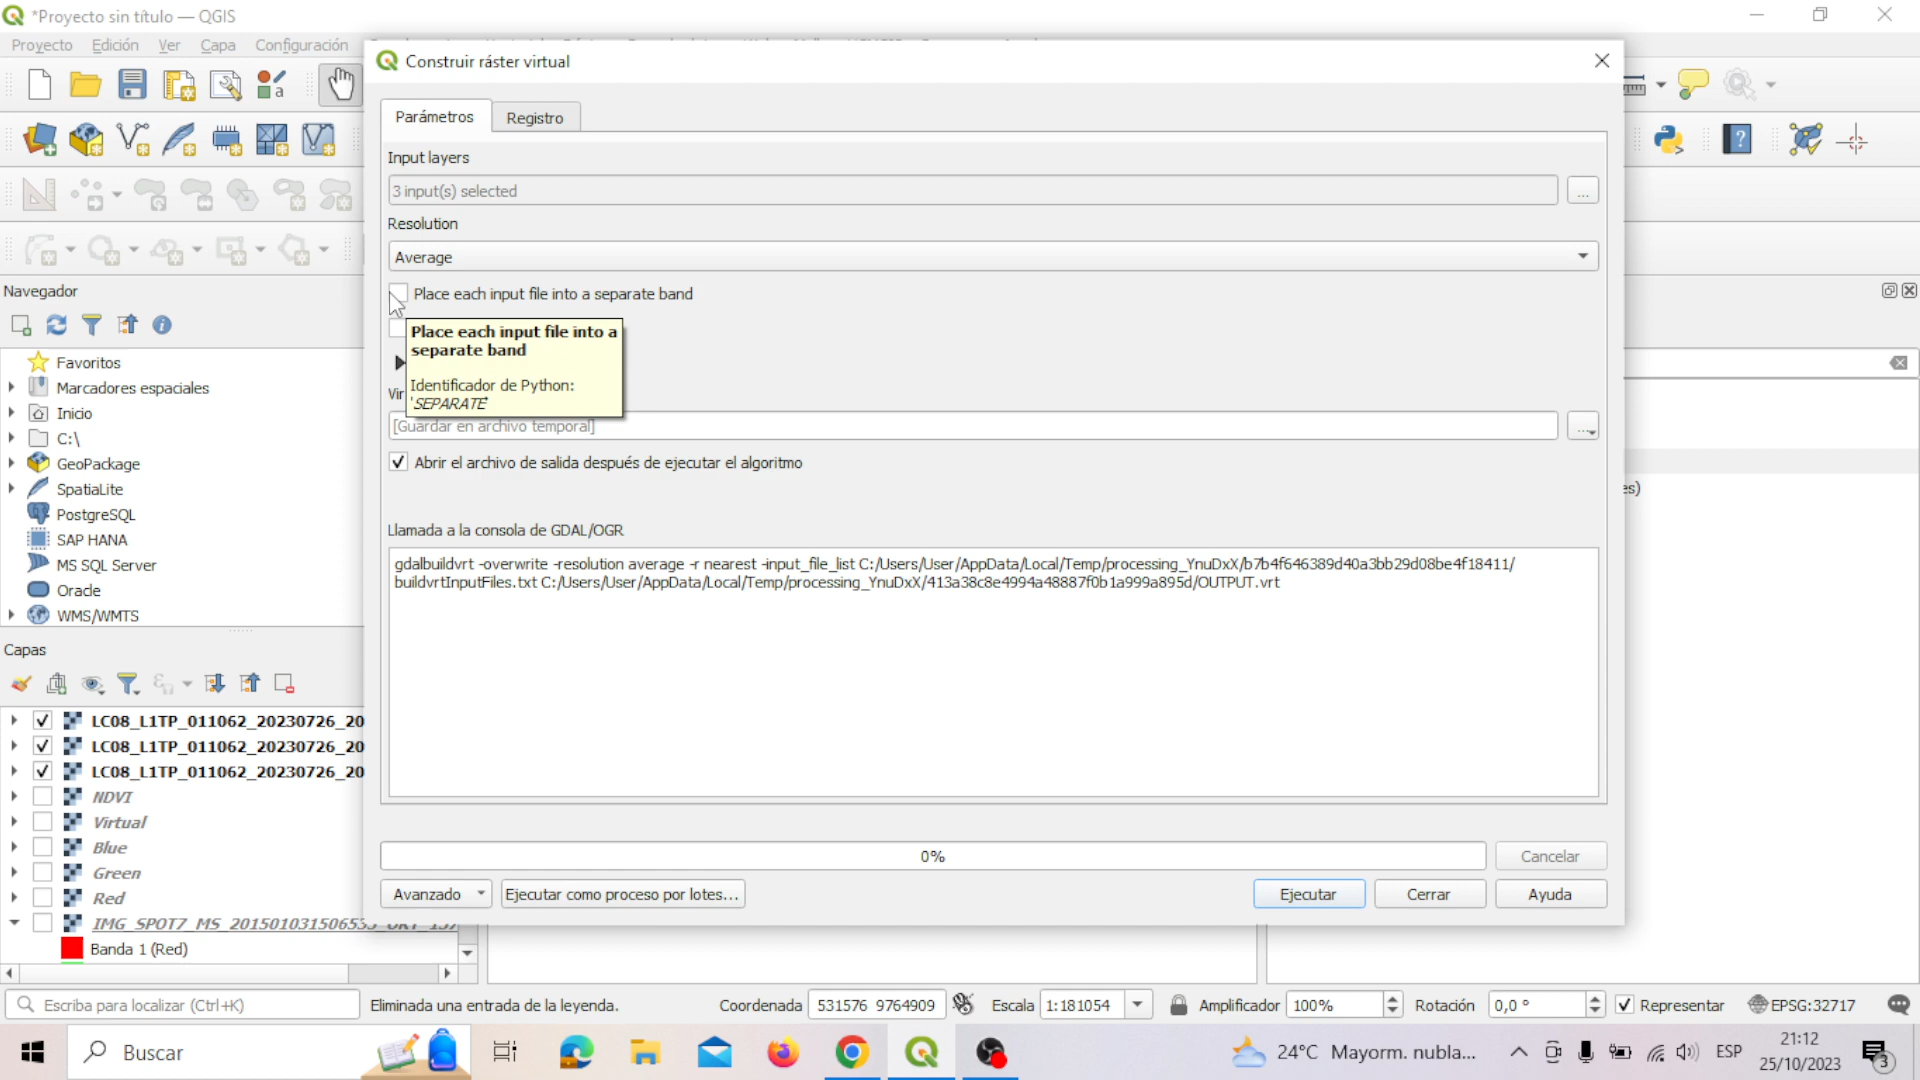 *Proyecto sin título — QGIS
Proyecto Edición Ver Capa Configuración
Construir ráster virtual
Parámetros Registro
Input layers
3 input(s) selected
...
Resolution
Average
Place each input file into a separate band
Place each input file into a
separate band
Identificador de Python:
'SEPARATE'
Vir
[Guardar en archivo temporal]
...
Abrir el archivo de salida después de ejecutar el algoritmo
Llamada a la consola de GDAL/OGR
gdalbuildvrt -overwrite -resolution average -r nearest -input_file_list C:/Users/User/AppData/Local/Temp/processing_YnuDxX/b7b4f646389d40a3bb29d08be4f18411/
buildvrtInputFiles.txt C:/Users/User/AppData/Local/Temp/processing_YnuDxX/413a38c8e4994a48887f0b1a999a895d/OUTPUT.vrt
0%
Cancelar
Avanzado Ejecutar como proceso por lotes... Ejecutar Cerrar Ayuda
es)
Navegador
Favoritos
Marcadores espaciales
Inicio
C:\
GeoPackage
SpatiaLite
PostgreSQL
SAP HANA
MS SQL Server
Oracle
WMS/WMTS
Capas
LC08_L1TP_011062_20230726_20
LC08_L1TP_011062_20230726_20
LC08_L1TP_011062_20230726_20
NDVI
Virtual
Blue
Green
Red
Banda 1 (Red)
Escriba para localizar (Ctrl+K) Eliminada una entrada de la leyenda. Coordenada 531576 9764909 Escala 1:181054 Amplificador 100% Rotación 0,0 ° Representar EPSG:32717
Buscar 24°C Mayorm. nubla... ESP 21:12
25/10/2023
3